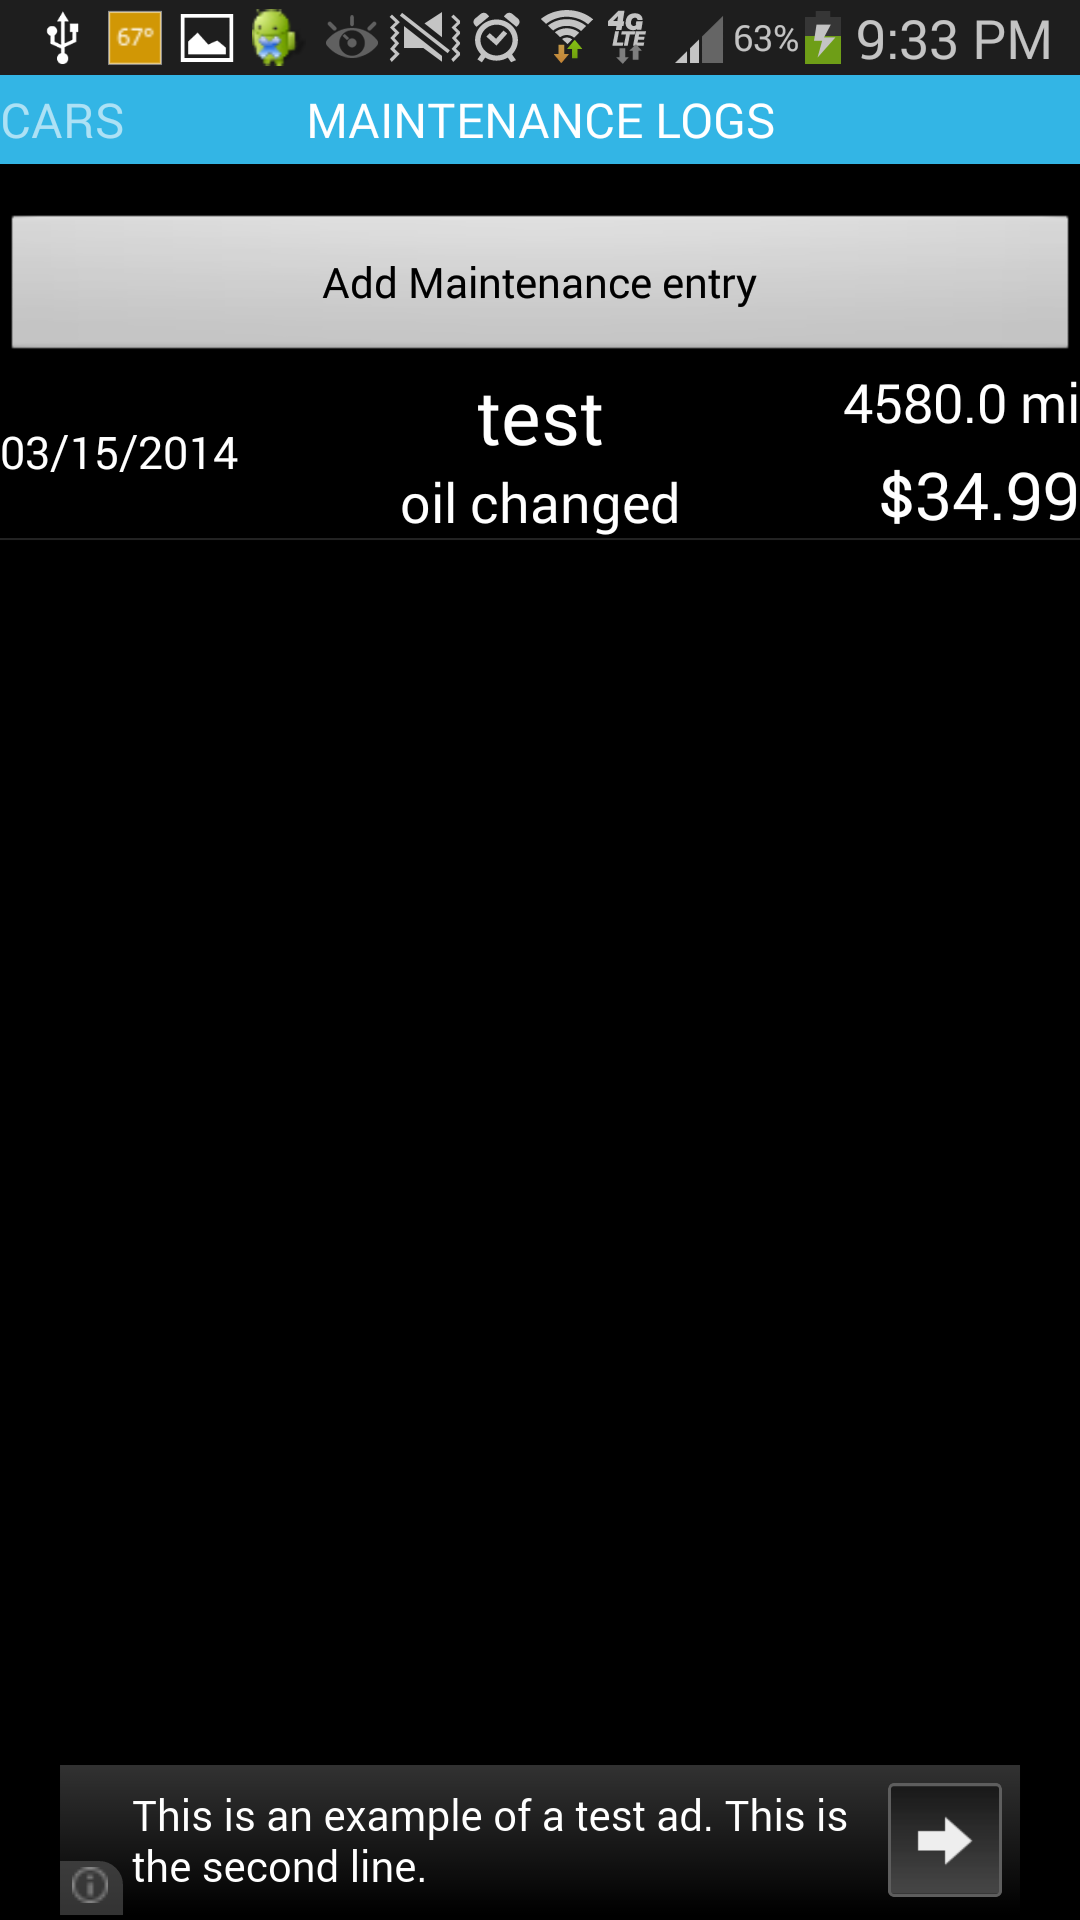 67° 4G LTE 63% 9:33 PM
CARS MAINTENANCE LOGS
Add Maintenance entry
03/15/2014
test
oil changed
4580.0 mi
$34.99
This is an example of a test ad. This is
the second line.